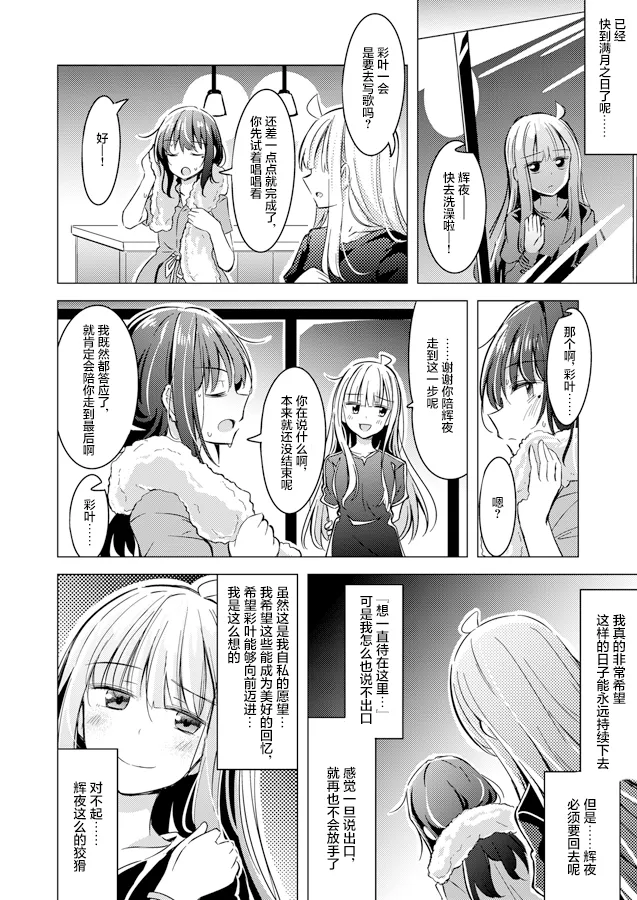 已经
快到满月之日了呢……
辉夜——
快去洗澡啦——!
彩叶一会
是要去写歌吗?
还差一点点就完成了,
你先试着唱唱看
好—!
那个啊,彩叶…
嗯?
……谢谢你陪辉夜
走到这一步呢
你在说什么啊,
本来就还没结束呢
我既然都答应了,
就肯定会陪你走到最后啊
彩叶…
我真的非常希望
这样的日子能永远持续下去
但是……辉夜
必须要回去呢
『想一直待在这里…』
可是我怎么也说不出口
感觉一旦说出口,
就再也不会放手了
虽然这是我自私的愿望…
我希望这些能成为美好的回忆,
希望彩叶能够向前迈进…
我是这么想的
对不起……
辉夜这么的狡猾